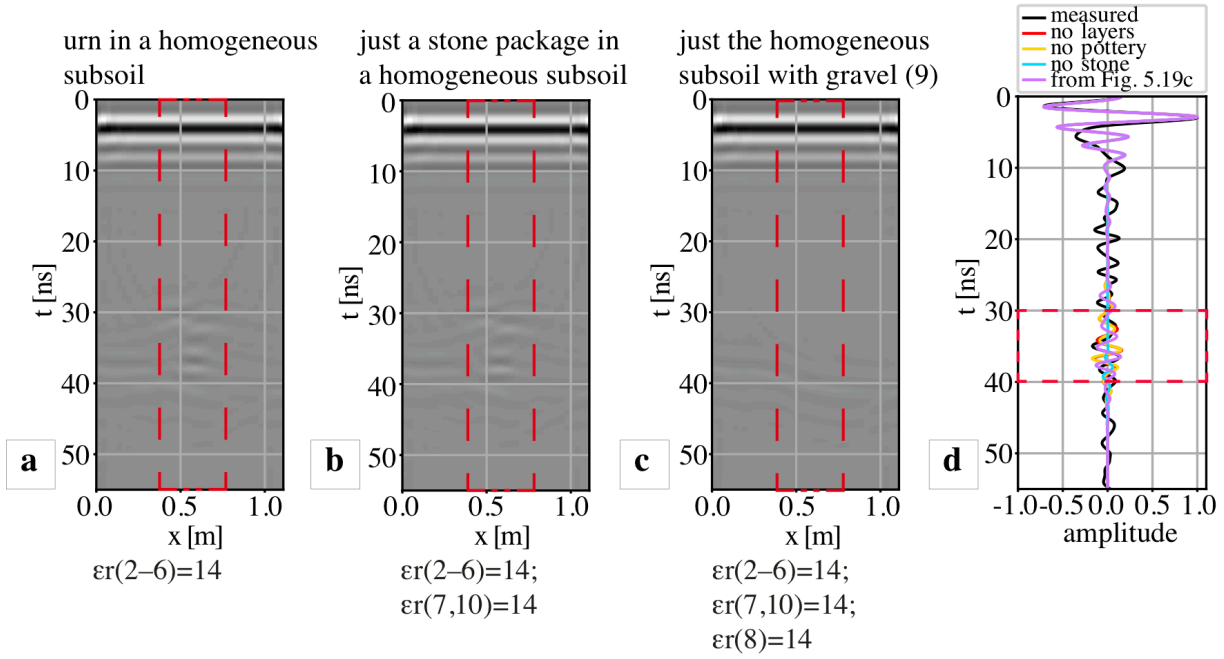 urn in a homogeneous
subsoil
0
10
20
30
40
50
t [ns]
a
0.0
0.5
1.0
x [m]
εr(2–6)=14
just a stone package in
a homogeneous subsoil
0
10
20
30
40
50
t [ns]
b
0.0
0.5
1.0
x [m]
εr(2–6)=14;
εr(7,10)=14
just the homogeneous
subsoil with gravel (9)
0
10
20
30
40
50
t [ns]
c
0.0
0.5
1.0
x [m]
εr(2–6)=14;
εr(7,10)=14;
εr(8)=14
measured
no layers
no pottery
no stone
from Fig. 5.19c
0
10
20
30
40
50
t [ns]
d
-1.0
-0.5
0.0
0.5
1.0
amplitude